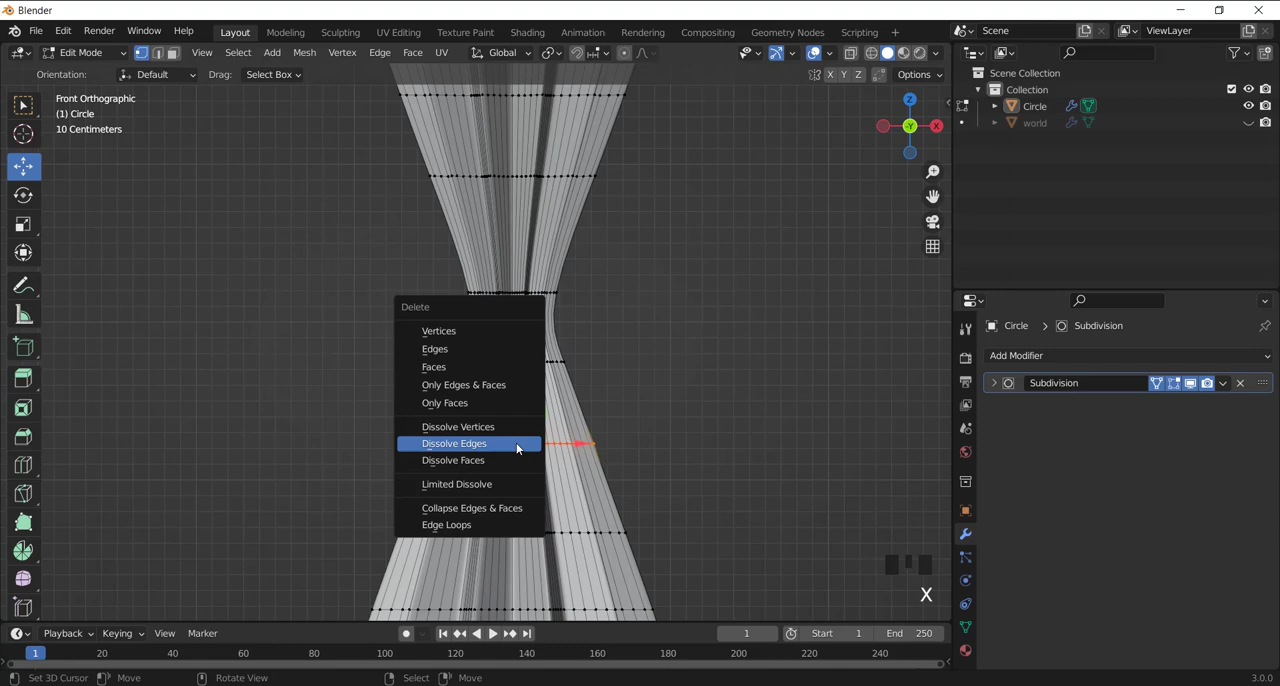 Blender
File Edit Render Window Help Layout Modeling Sculpting UV Editing Texture Paint Shading Animation Rendering Compositing Geometry Nodes Scripting + Scene ViewLayer
Edit Mode View Select Add Mesh Vertex Edge Face UV Global
Orientation: Default Drag: Select Box X Y Z Options
Front Orthographic
(1) Circle
10 Centimeters
Z
Y
X
Scene Collection
Collection
Circle
world
Delete
Vertices
Edges
Faces
Only Edges & Faces
Only Faces
Dissolve Vertices
Dissolve Edges
Dissolve Faces
Limited Dissolve
Collapse Edges & Faces
Edge Loops
X
Circle Subdivision
Add Modifier
Subdivision
Playback Keying View Marker 1 Start 1 End 250
1 20 40 60 80 100 120 140 160 180 200 220 240
Set 3D Cursor Move Rotate View Select Move 3.0.0